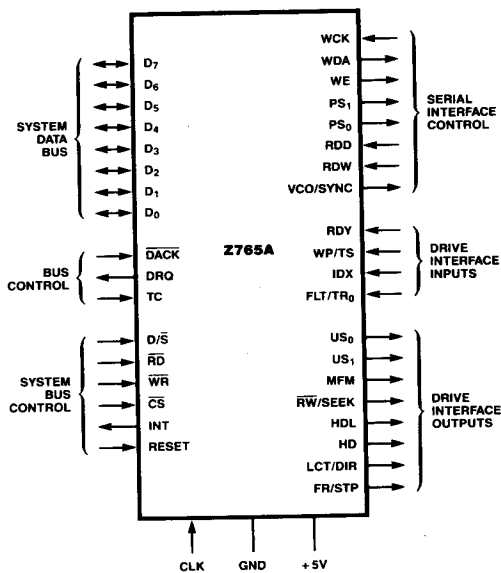 SYSTEM
DATA
BUS
D7
D6
D5
D4
D3
D2
D1
D0
BUS
CONTROL
DACK
DRQ
TC
SYSTEM
BUS
CONTROL
D/S
RD
WR
CS
INT
RESET
Z765A
WCK
WDA
WE
PS1
PS0
RDD
RDW
VCO/SYNC
SERIAL
INTERFACE
CONTROL
RDY
WP/TS
IDX
FLT/TR0
DRIVE
INTERFACE
INPUTS
US0
US1
MFM
RW/SEEK
HDL
HD
LCT/DIR
FR/STP
DRIVE
INTERFACE
OUTPUTS
CLK
GND
+5V